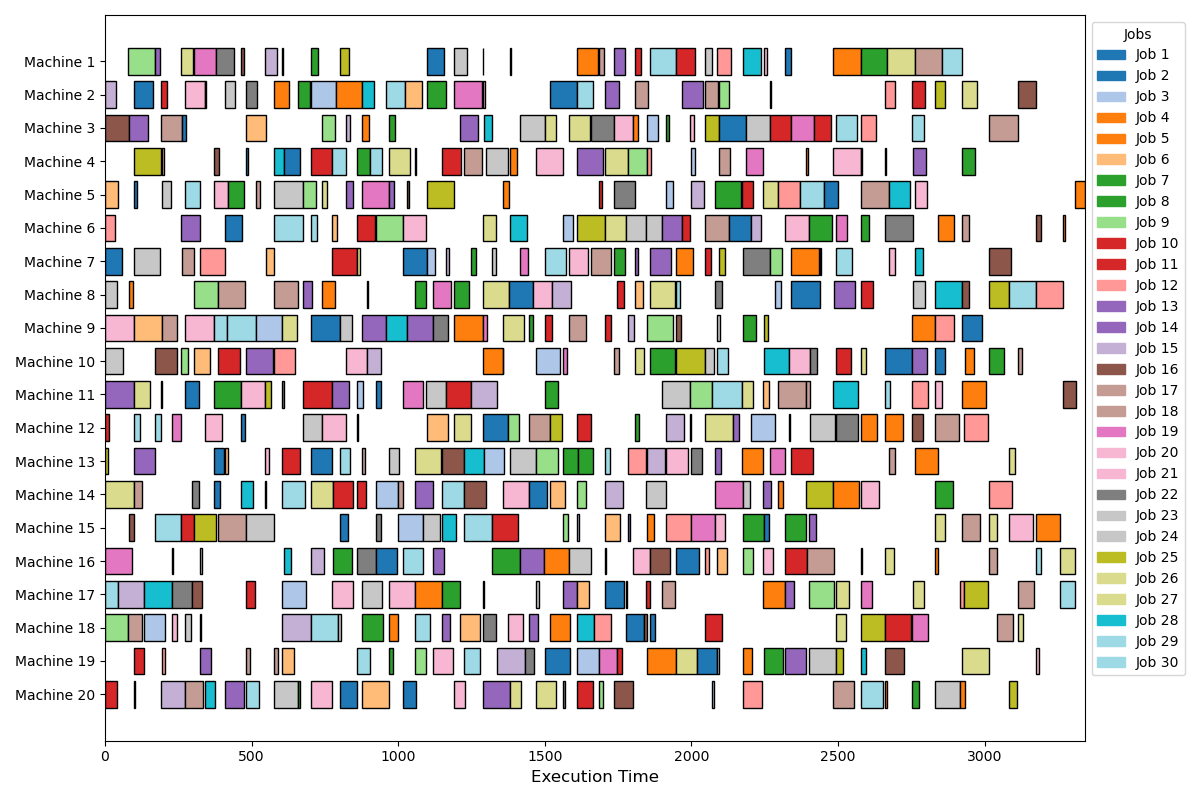 Machine 1
Machine 2
Machine 3
Machine 4
Machine 5
Machine 6
Machine 7
Machine 8
Machine 9
Machine 10
Machine 11
Machine 12
Machine 13
Machine 14
Machine 15
Machine 16
Machine 17
Machine 18
Machine 19
Machine 20
0
500
1000
1500
2000
2500
3000
Execution Time
Jobs
Job 1
Job 2
Job 3
Job 4
Job 5
Job 6
Job 7
Job 8
Job 9
Job 10
Job 11
Job 12
Job 13
Job 14
Job 15
Job 16
Job 17
Job 18
Job 19
Job 20
Job 21
Job 22
Job 23
Job 24
Job 25
Job 26
Job 27
Job 28
Job 29
Job 30